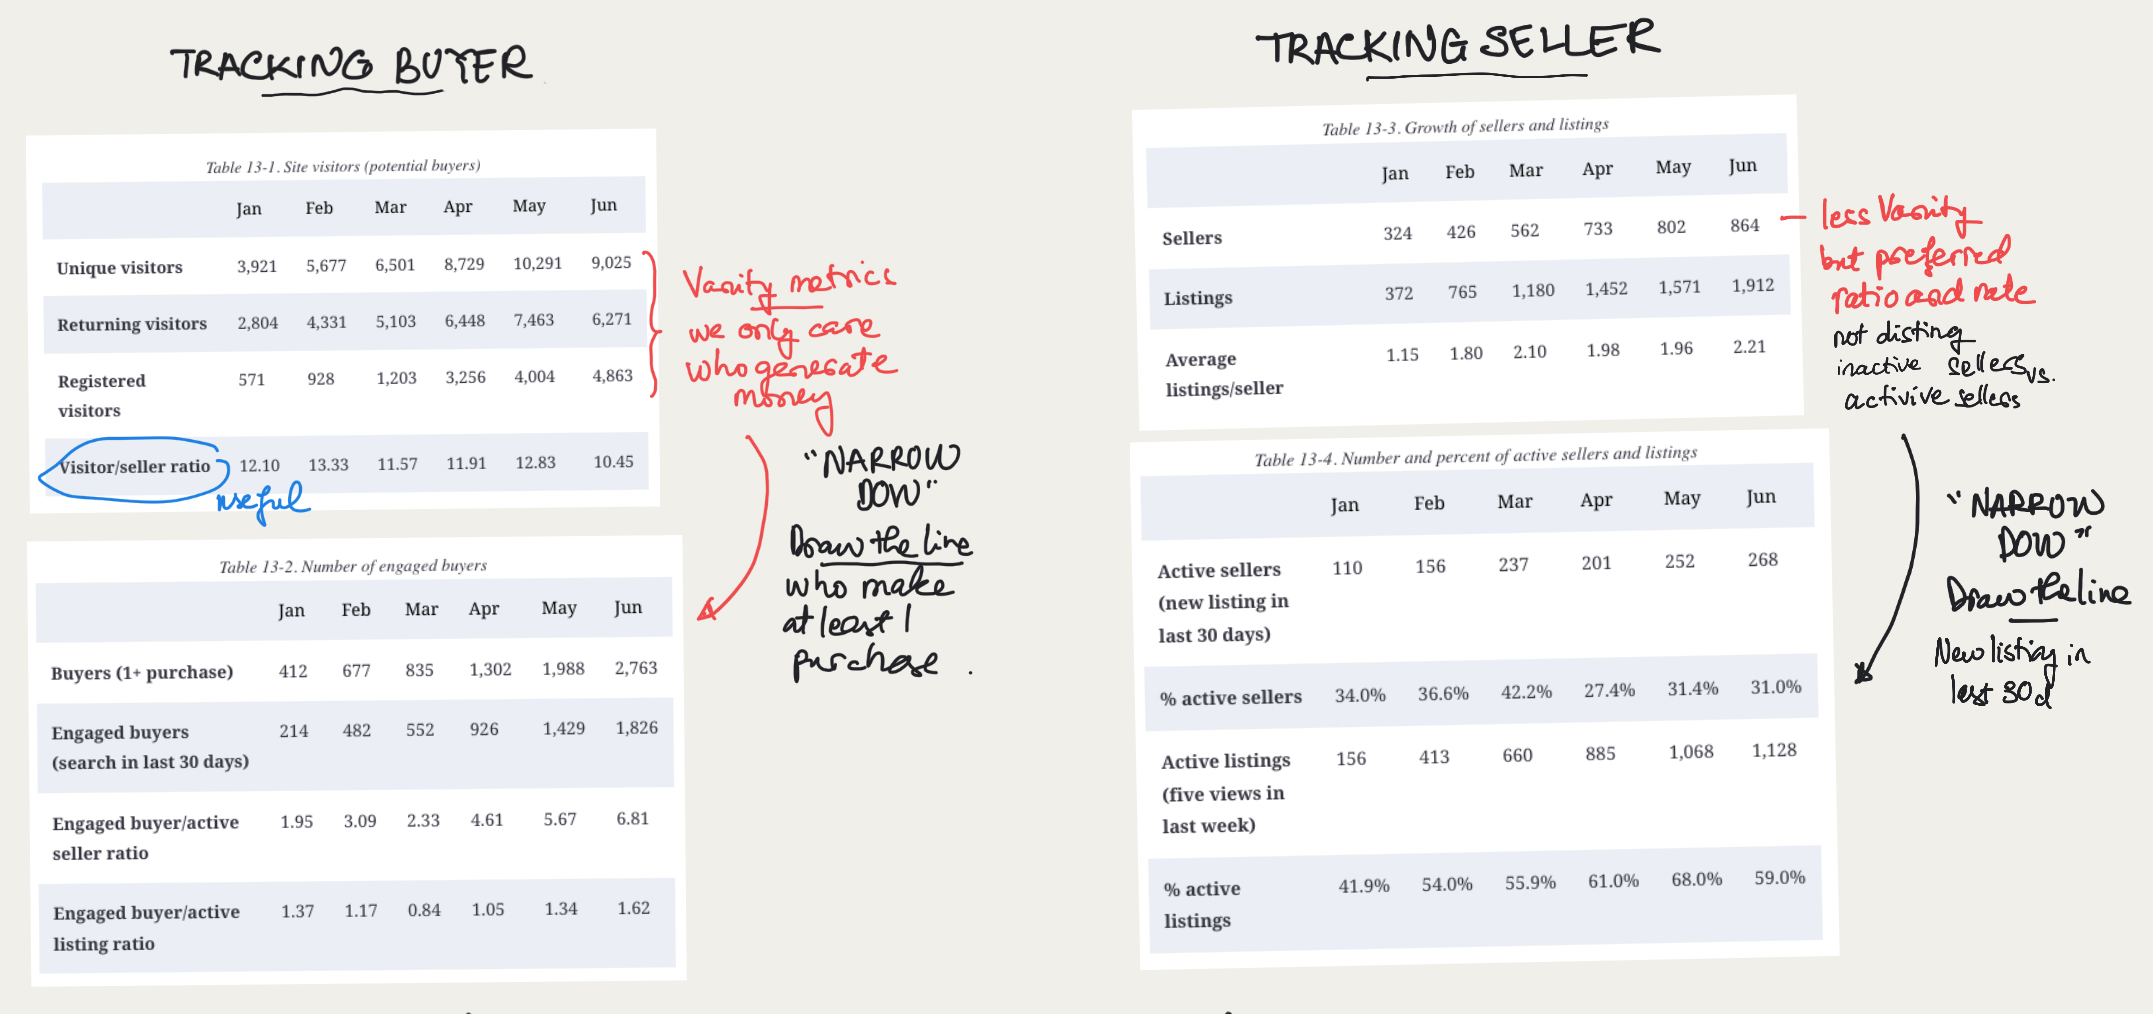 TRACKING BUYER
Table 13-1. Site visitors (potential buyers)
Jan Feb Mar Apr May Jun
Unique visitors 3,921 5,677 6,501 8,729 10,291 9,025
Returning visitors 2,804 4,331 5,103 6,448 7,463 6,271
Registered visitors 571 928 1,203 3,256 4,004 4,863
Visitor/seller ratio 12.10 13.33 11.57 11.91 12.83 10.45
useful
Vanity metrics
we only care
who generate
money
"NARROW
DOW"
Draw the line
who make
at least 1
purchase.
Table 13-2. Number of engaged buyers
Jan Feb Mar Apr May Jun
Buyers (1+ purchase) 412 677 835 1,302 1,988 2,763
Engaged buyers 214 482 552 926 1,429 1,826
(search in last 30 days)
Engaged buyer/active 1.95 3.09 2.33 4.61 5.67 6.81
seller ratio
Engaged buyer/active 1.37 1.17 0.84 1.05 1.34 1.62
listing ratio
TRACKING SELLER
Table 13-3. Growth of sellers and listings
Jan Feb Mar Apr May Jun
Sellers 324 426 562 733 802 864
Listings 372 765 1,180 1,452 1,571 1,912
Average 1.15 1.80 2.10 1.98 1.96 2.21
listings/seller
less Vanity
but preferred
ratio and rate
not disting
inactive sellers vs.
activive sellers
Table 13-4. Number and percent of active sellers and listings
Jan Feb Mar Apr May Jun
Active sellers 110 156 237 201 252 268
(new listing in
last 30 days)
% active sellers 34.0% 36.6% 42.2% 27.4% 31.4% 31.0%
Active listings 156 413 660 885 1,068 1,128
(five views in
last week)
% active 41.9% 54.0% 55.9% 61.0% 68.0% 59.0%
listings
"NARROW
DOW"
Draw the line
New listing in
lest 30d